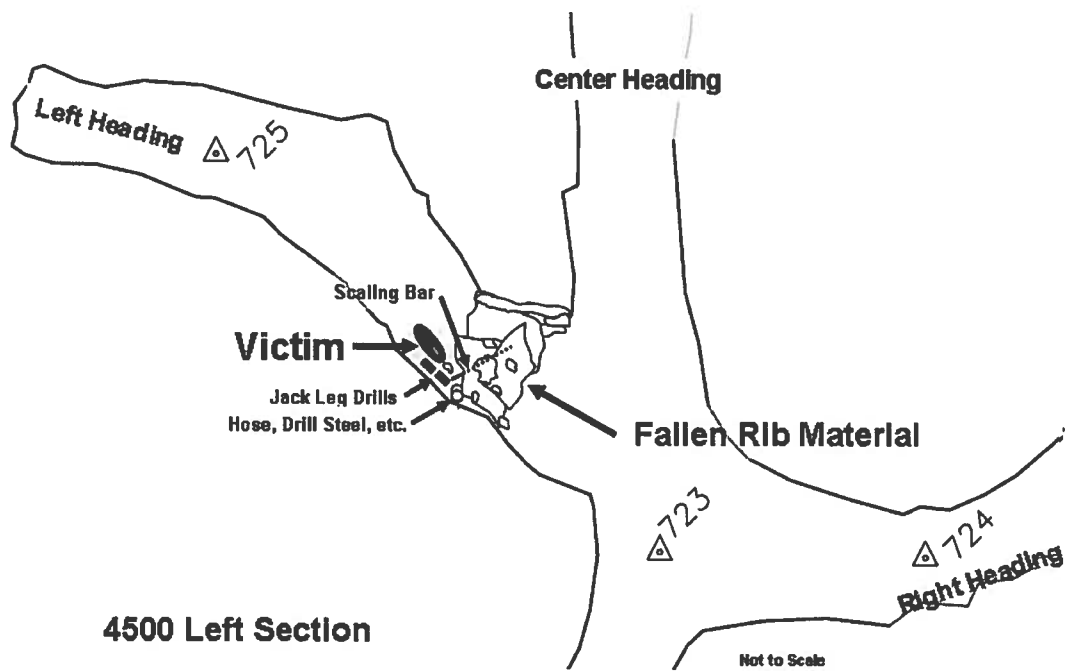 Center Heading
Left Heading
725
Scaling Bar
Victim
Jack Leg Drills
Hose, Drill Steel, etc.
Fallen Rib Material
723
724
Right Heading
4500 Left Section
Not to Scale